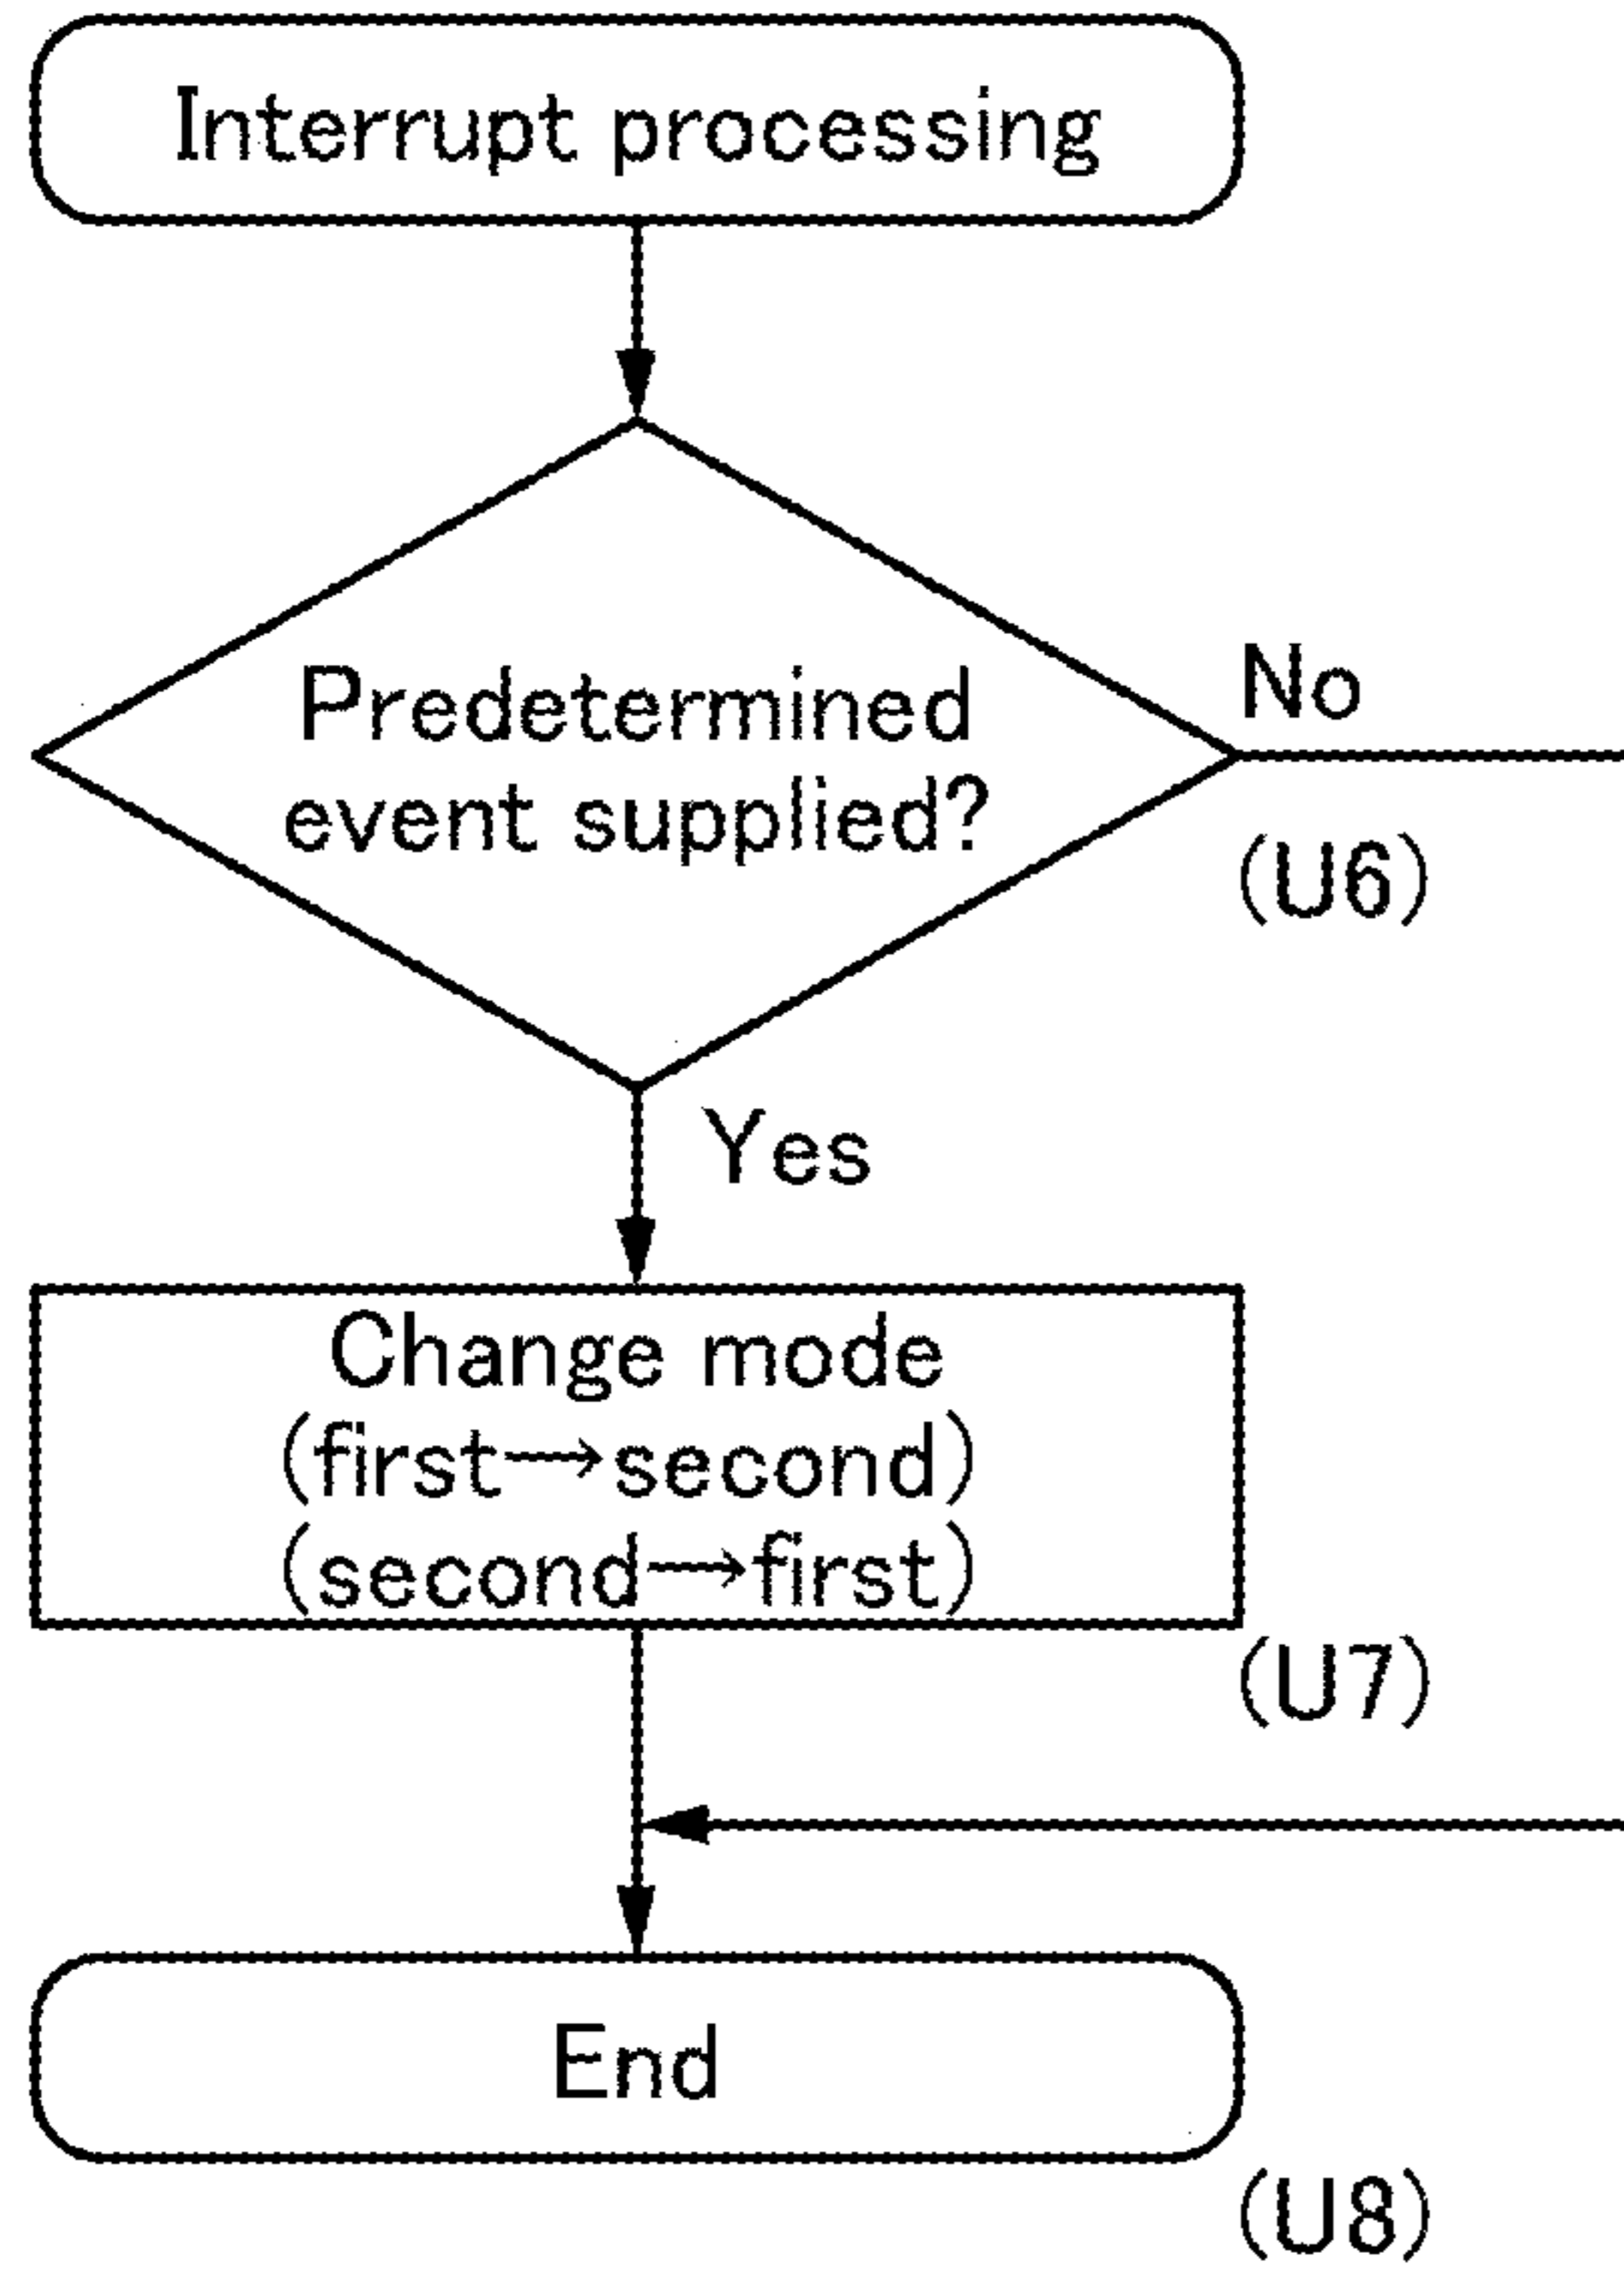 Interrupt processing
Predetermined
event supplied?
No
(U6)
Yes
Change mode
(first→second)
(second→first)
(U7)
End
(U8)